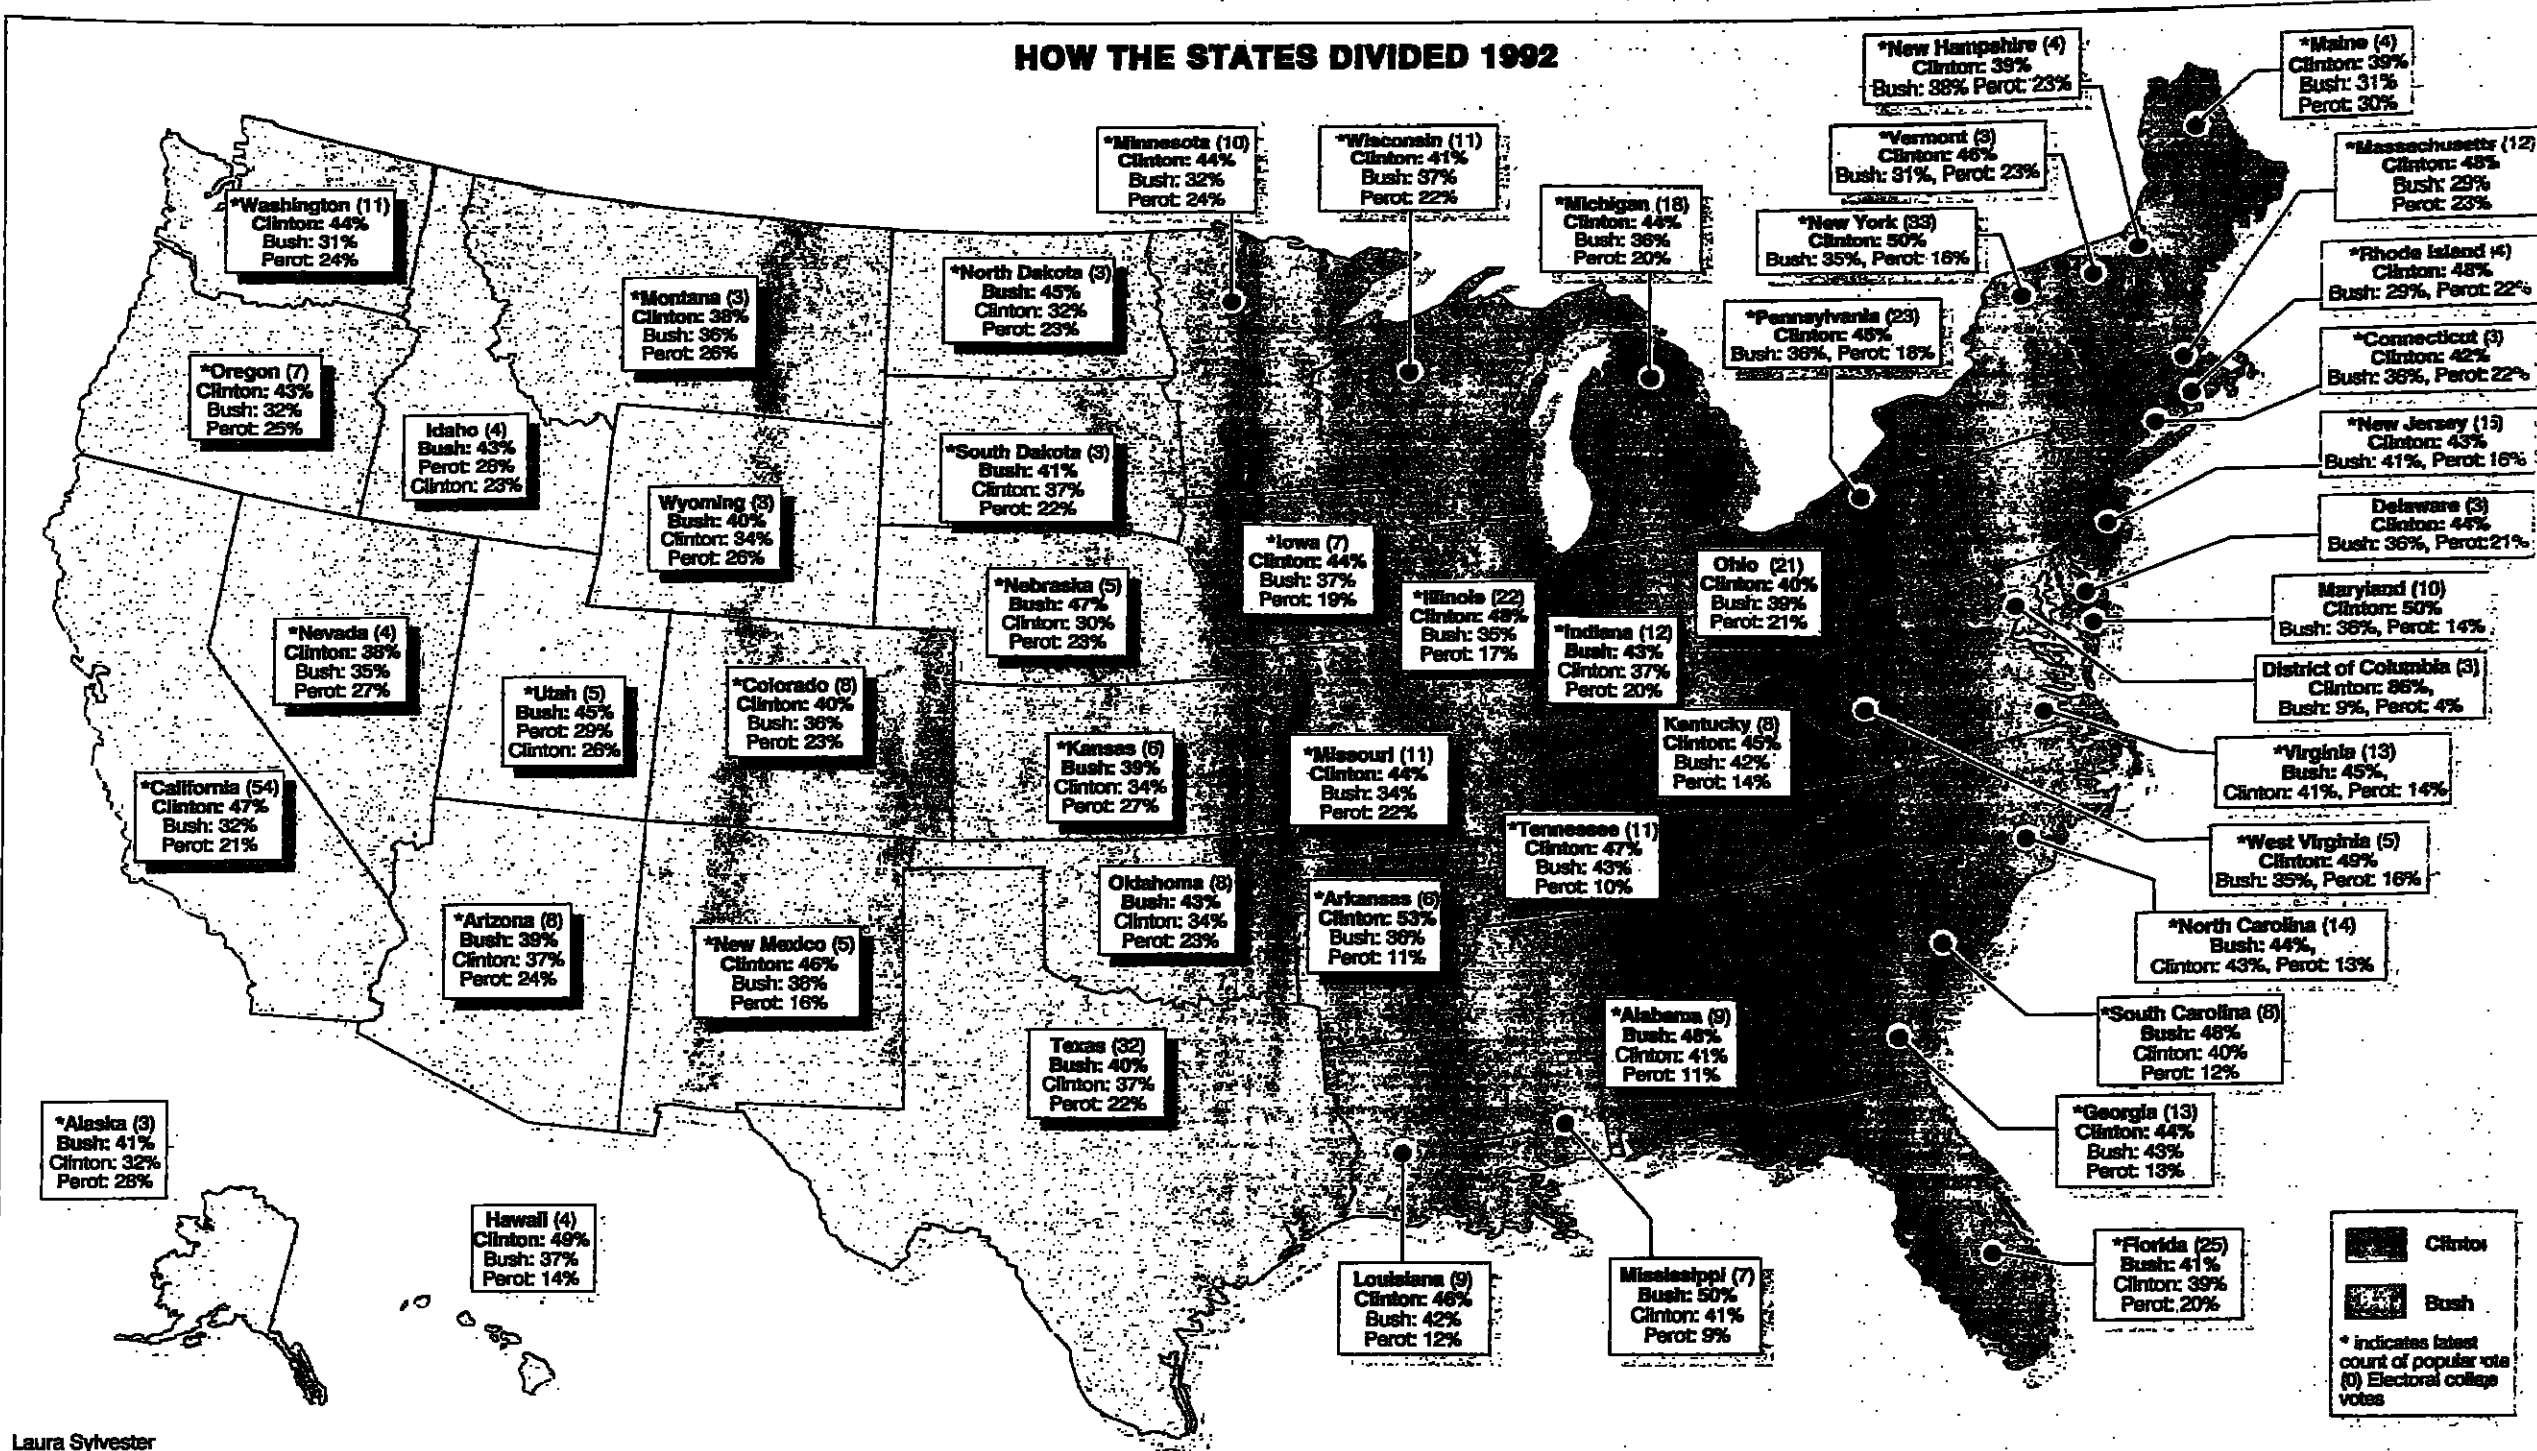 HOW THE STATES DIVIDED 1992
*New Hampshire (4)
Clinton: 39%
Bush: 38% Perot: 23%
*Maine (4)
Clinton: 39%
Bush: 31%
Perot: 30%
*Minnesota (10)
Clinton: 44%
Bush: 32%
Perot: 24%
*Wisconsin (11)
Clinton: 41%
Bush: 37%
Perot: 22%
*Vermont (3)
Clinton: 46%
Bush: 31%, Perot: 23%
*Massachusetts (12)
Clinton: 48%
Bush: 29%
Perot: 23%
*Washington (11)
Clinton: 44%
Bush: 31%
Perot: 24%
*Michigan (18)
Clinton: 44%
Bush: 36%
Perot: 20%
*New York (33)
Clinton: 50%
Bush: 35%, Perot: 16%
*Rhode Island (4)
Clinton: 48%
Bush: 29%, Perot: 22%
*Montana (3)
Clinton: 38%
Bush: 36%
Perot: 26%
*North Dakota (3)
Bush: 45%
Clinton: 32%
Perot: 23%
*Pennsylvania (23)
Clinton: 45%
Bush: 36%, Perot: 18%
*Connecticut (3)
Clinton: 42%
Bush: 36%, Perot: 22%
*Oregon (7)
Clinton: 43%
Bush: 32%
Perot: 25%
Idaho (4)
Bush: 43%
Perot: 28%
Clinton: 23%
*South Dakota (3)
Bush: 41%
Clinton: 37%
Perot: 22%
*New Jersey (15)
Clinton: 43%
Bush: 41%, Perot: 16%
Wyoming (3)
Bush: 40%
Clinton: 34%
Perot: 26%
*Iowa (7)
Clinton: 44%
Bush: 37%
Perot: 19%
Ohio (21)
Clinton: 40%
Bush: 39%
Perot: 21%
Delaware (3)
Clinton: 44%
Bush: 36%, Perot: 21%
*Nebraska (5)
Bush: 47%
Clinton: 30%
Perot: 23%
*Illinois (22)
Clinton: 48%
Bush: 35%
Perot: 17%
*Indiana (12)
Bush: 43%
Clinton: 37%
Perot: 20%
Maryland (10)
Clinton: 50%
Bush: 36%, Perot: 14%
*Nevada (4)
Clinton: 38%
Bush: 35%
Perot: 27%
*Utah (5)
Bush: 45%
Perot: 29%
Clinton: 26%
*Colorado (8)
Clinton: 40%
Bush: 36%
Perot: 23%
District of Columbia (3)
Clinton: 86%,
Bush: 9%, Perot: 4%
*Kansas (6)
Bush: 39%
Clinton: 34%
Perot: 27%
*Missouri (11)
Clinton: 44%
Bush: 34%
Perot: 22%
Kentucky (8)
Clinton: 45%
Bush: 42%
Perot: 14%
*Virginia (13)
Bush: 45%,
Clinton: 41%, Perot: 14%
*California (54)
Clinton: 47%
Bush: 32%
Perot: 21%
*Tennessee (11)
Clinton: 47%
Bush: 43%
Perot: 10%
*West Virginia (5)
Clinton: 49%
Bush: 35%, Perot: 16%
*Arizona (8)
Bush: 39%
Clinton: 37%
Perot: 24%
*New Mexico (5)
Clinton: 46%
Bush: 38%
Perot: 16%
Oklahoma (8)
Bush: 43%
Clinton: 34%
Perot: 23%
*Arkansas (6)
Clinton: 53%
Bush: 36%
Perot: 11%
*North Carolina (14)
Bush: 44%,
Clinton: 43%, Perot: 13%
Texas (32)
Bush: 40%
Clinton: 37%
Perot: 22%
*Alabama (9)
Bush: 48%
Clinton: 41%
Perot: 11%
*South Carolina (8)
Bush: 48%
Clinton: 40%
Perot: 12%
*Alaska (3)
Bush: 41%
Clinton: 32%
Perot: 28%
*Georgia (13)
Clinton: 44%
Bush: 43%
Perot: 13%
Hawaii (4)
Clinton: 49%
Bush: 37%
Perot: 14%
Louisiana (9)
Clinton: 46%
Bush: 42%
Perot: 12%
Mississippi (7)
Bush: 50%
Clinton: 41%
Perot: 9%
*Florida (25)
Bush: 41%
Clinton: 39%
Perot: 20%
Clinton
Bush
* indicates latest
count of popular vote
(0) Electoral college
votes
Laura Sylvester